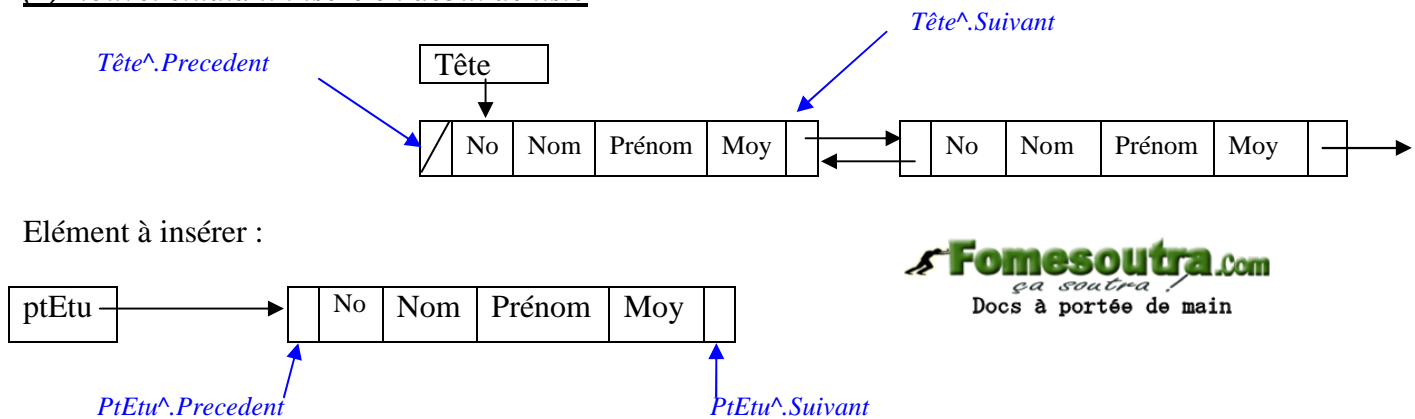 Tête^.Suivant
Tête^.Precedent
Tête
No Nom Prénom Moy
No Nom Prénom Moy
Elément à insérer :
Fomesoutra.Com
ça soutra !
Docs à portée de main
ptEtu
No Nom Prénom Moy
PtEtu^.Precedent
PtEtu^.Suivant